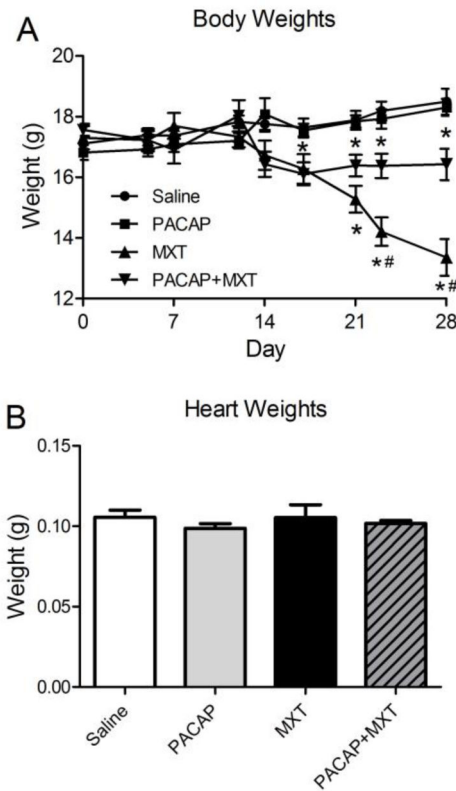 A
Body Weights
20
18
16
14
12
Weight (g)
Saline
PACAP
MXT
PACAP+MXT
* * * *
*
*#
*#
0 7 14 21 28
Day
B
Heart Weights
0.15
0.10
0.05
0.00
Weight (g)
Saline
PACAP
MXT
PACAP+MXT